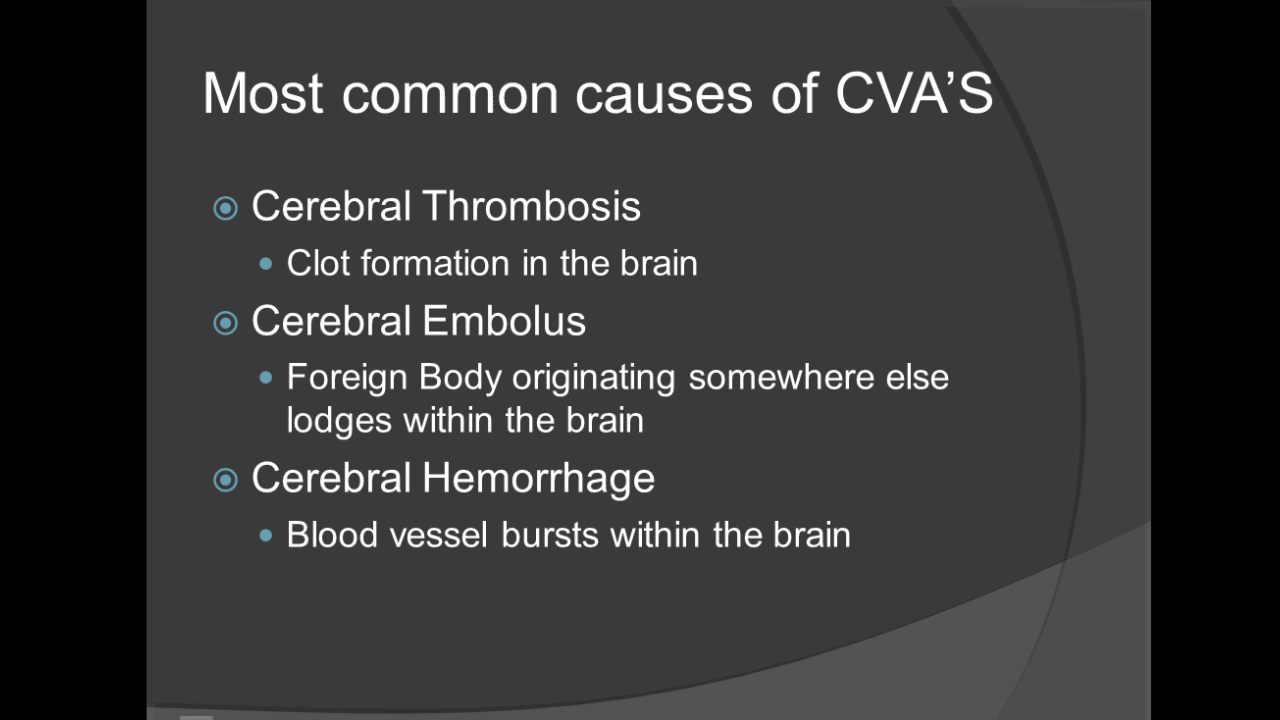 Most common causes of CVA’S
Cerebral Thrombosis
Clot formation in the brain
Cerebral Embolus
Foreign Body originating somewhere else
lodges within the brain
Cerebral Hemorrhage
Blood vessel bursts within the brain